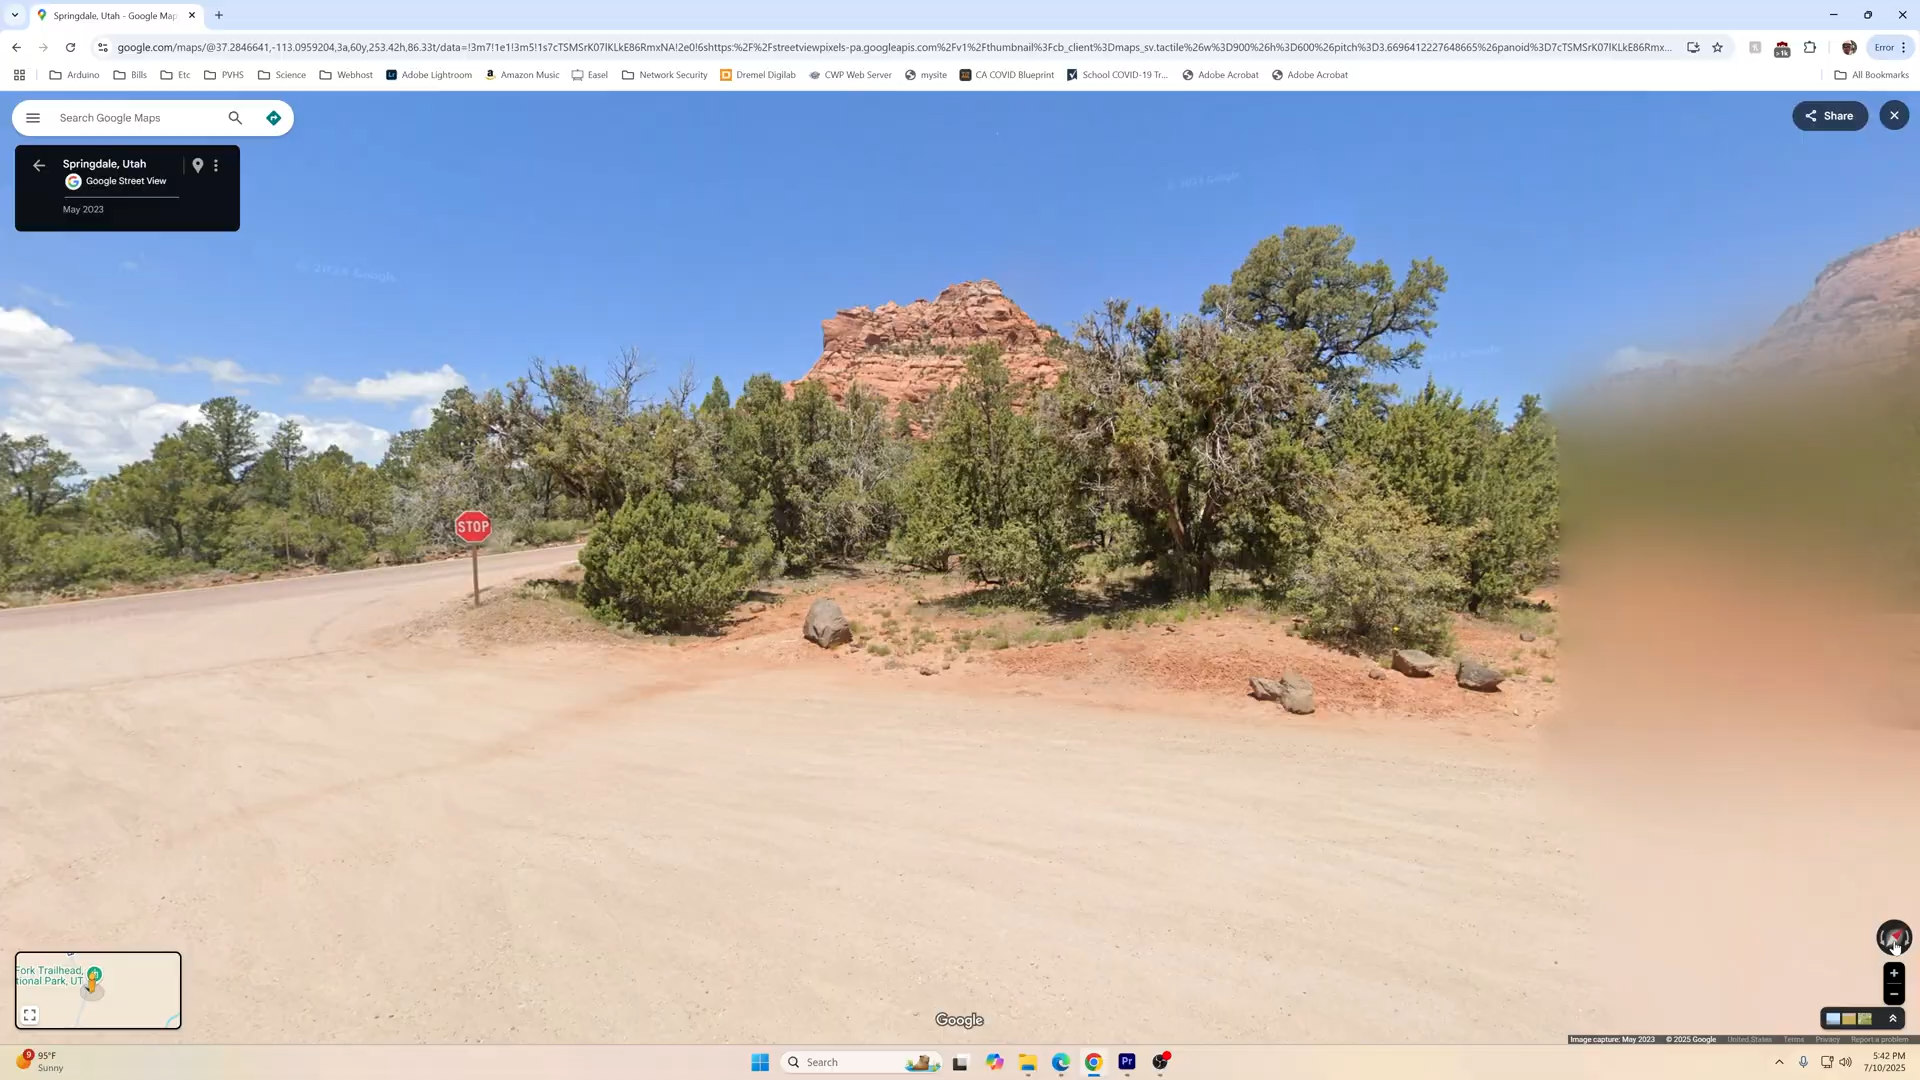 Springdale, Utah - Google Map
google.com/maps/@37.2846641,-113.0959204,3a,60y,253.42h,86.33t/data=!3m7!1e1!3m5!1s7cTSMSrK07IKLkE86RmxNA!2e0!6shttps:%2F%2Fstreetviewpixels-pa.googleapis.com%2Fv1%2Fthumbnail%3Fcb_client%3Dmaps_sv.tactile%26w%3D900%26h%3D600%26pitch%3D3.6696412227648665%26panoid%3D7cTSMSrK07IKLkE86Rmx...
>1k
Error
Arduino Bills Etc PVHS Science Webhost Adobe Lightroom Amazon Music Easel Network Security Dremel Digilab CWP Web Server mysite CA COVID Blueprint School COVID-19 Tr... Adobe Acrobat Adobe Acrobat All Bookmarks
Search Google Maps
Share
Springdale, Utah
Google Street View
May 2023
STOP
Fork Trailhead,
tional Park, UT
Google
Image capture: May 2023 © 2025 Google United States Terms Privacy Report a problem
9
95°F
Sunny
Search
Pr
5:42 PM
7/10/2025